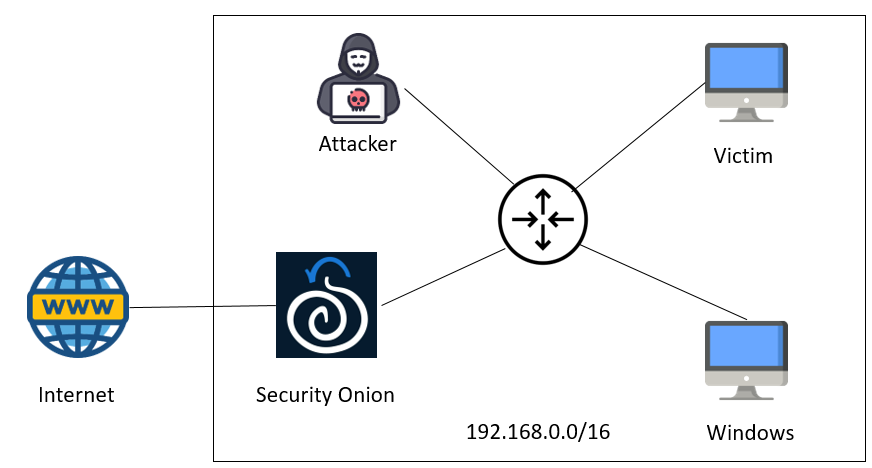 Attacker
Victim
WWW
Internet
Security Onion
192.168.0.0/16
Windows